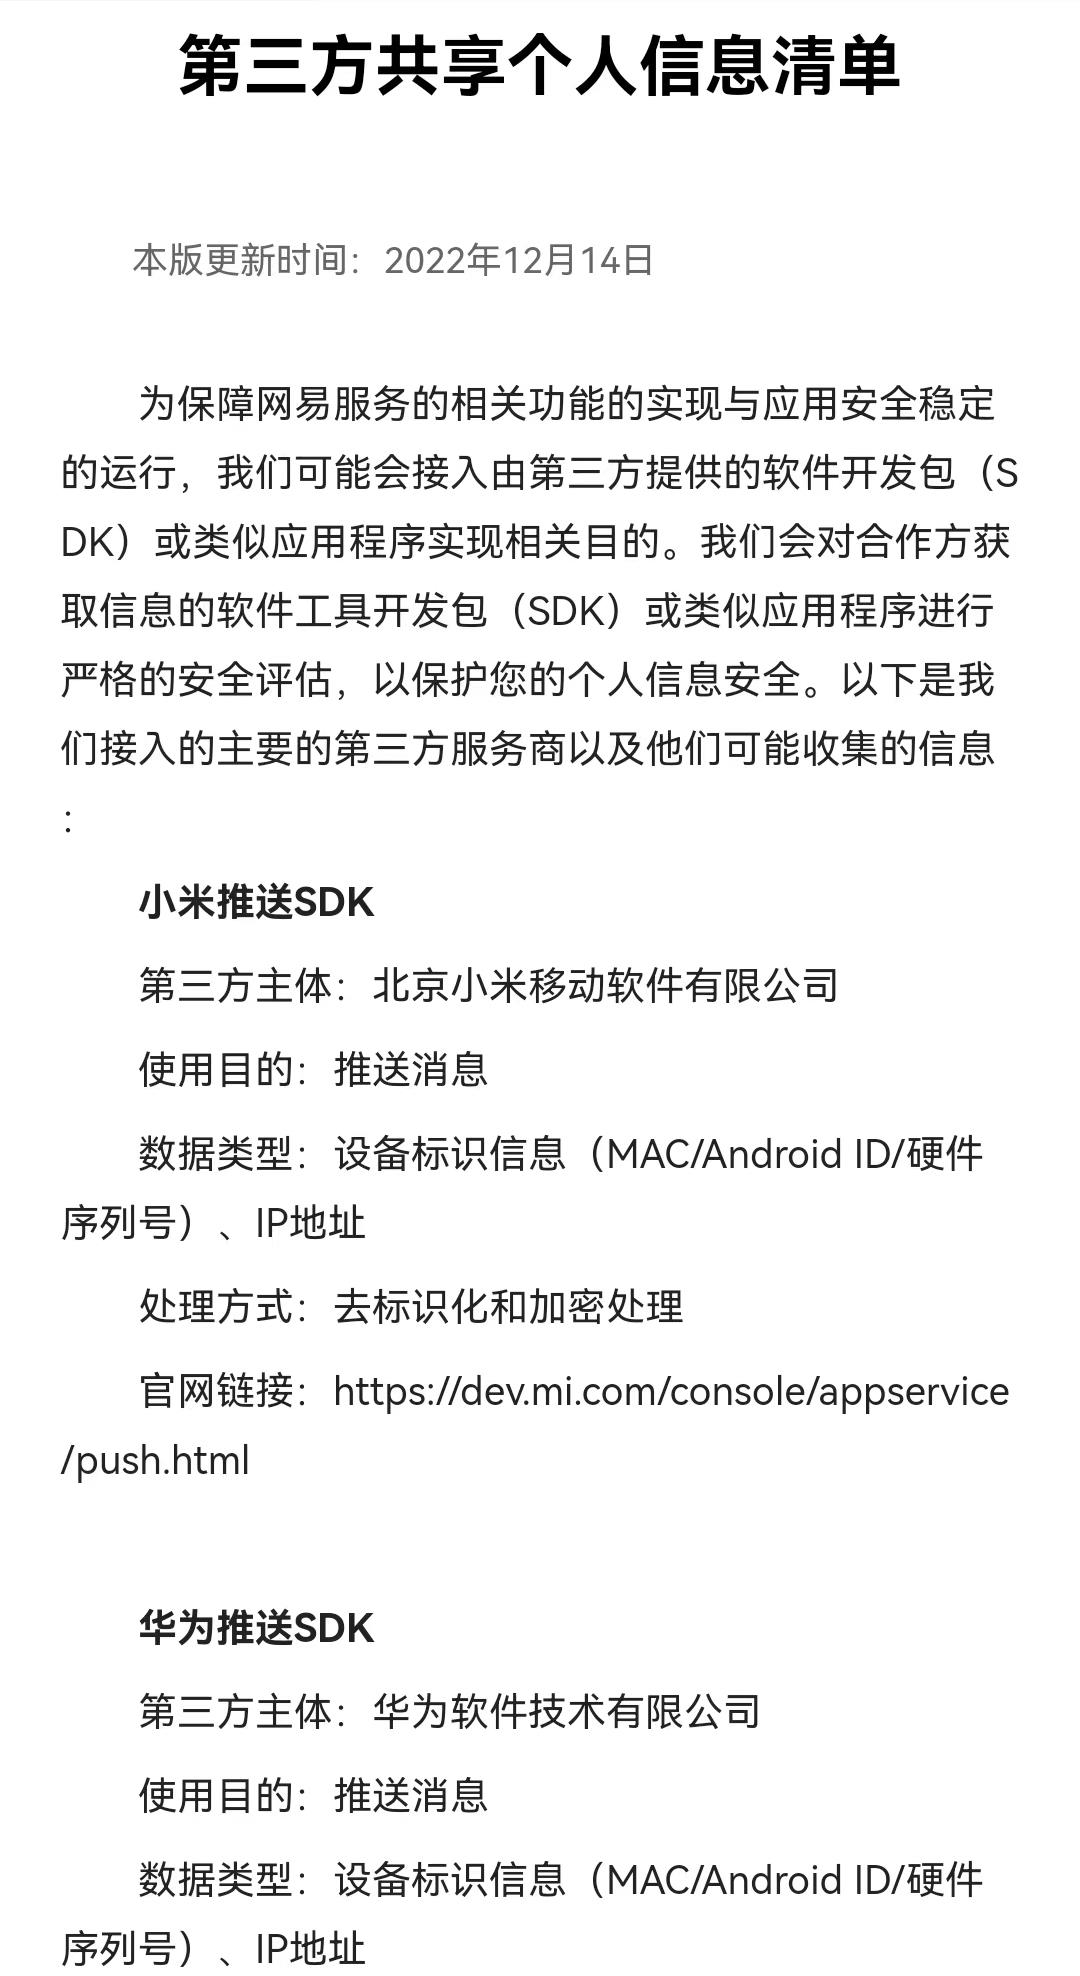 第三方共享个人信息清单
本版更新时间：2022年12月14日
为保障网易服务的相关功能的实现与应用安全稳定
的运行，我们可能会接入由第三方提供的软件开发包（S
DK）或类似应用程序实现相关目的。我们会对合作方获
取信息的软件工具开发包（SDK）或类似应用程序进行
严格的安全评估，以保护您的个人信息安全。以下是我
们接入的主要的第三方服务商以及他们可能收集的信息
：
小米推送SDK
第三方主体：北京小米移动软件有限公司
使用目的：推送消息
数据类型：设备标识信息（MAC/Android ID/硬件
序列号）、IP地址
处理方式：去标识化和加密处理
官网链接：https://dev.mi.com/console/appservice
/push.html
华为推送SDK
第三方主体：华为软件技术有限公司
使用目的：推送消息
数据类型：设备标识信息（MAC/Android ID/硬件
序列号）、IP地址